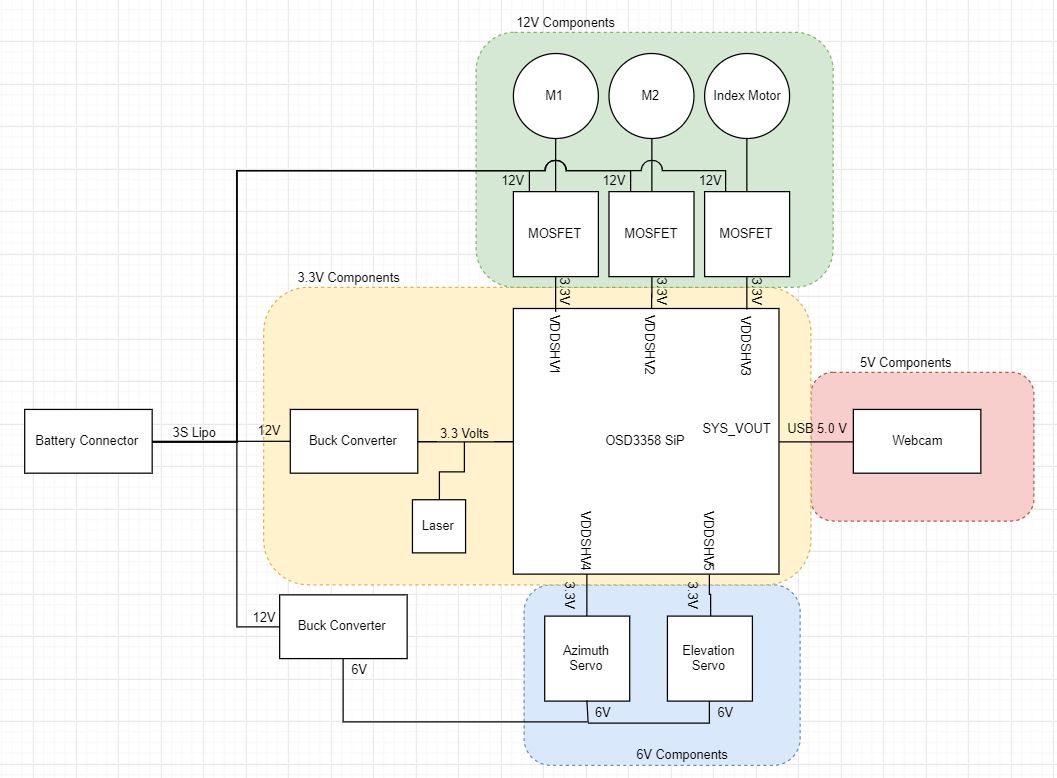 12V Components
M1
M2
Index Motor
12V
12V
12V
MOSFET
MOSFET
MOSFET
3.3V Components
3.3V
3.3V
3.3V
VDDSHV1
VDDSHV2
VDDSHV3
5V Components
Battery Connector
3S Lipo
12V
Buck Converter
3.3 Volts
OSD3358 SiP
SYS_VOUT
USB 5.0 V
Webcam
Laser
VDDSHV4
VDDSHV5
3.3V
3.3V
12V
Buck Converter
6V
Azimuth
Servo
Elevation
Servo
6V
6V
6V Components